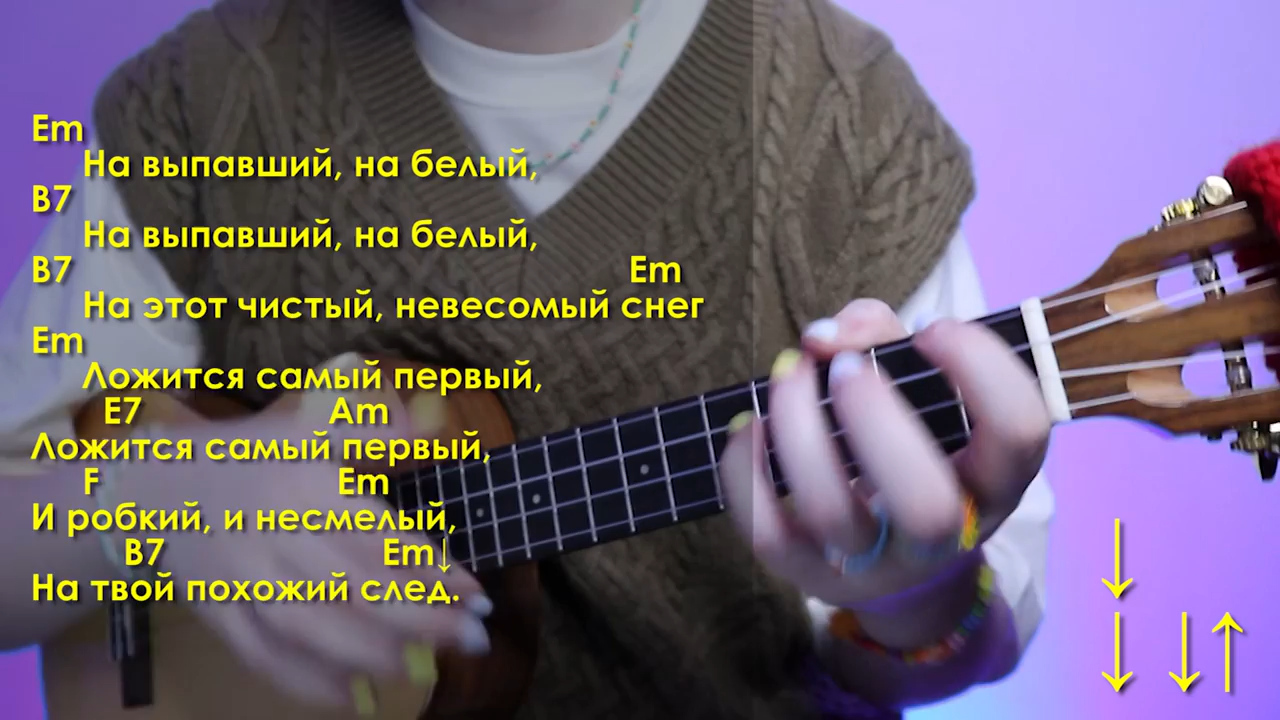 Em
На выпавший, на белый,
B7
На выпавший, на белый,
B7 Em
На этот чистый, невесомый снег
Em
Ложится самый первый,
E7 Am
Ложится самый первый,
F Em
И робкий, и несмелый,
B7 Em↓
На твой похожий след.
↓
↓ ↓↑